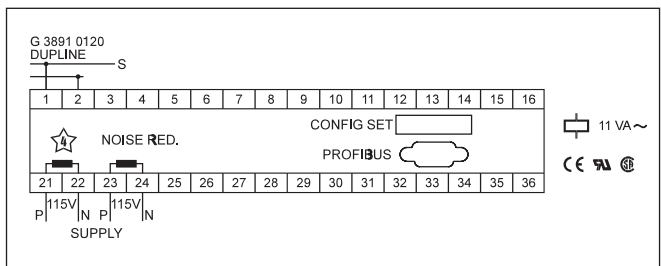 G 3891 0120
DUPLINE
S
1 2 3 4 5 6 7 8 9 10 11 12 13 14 15 16
CONFIG SET
11 VA~
4
NOISE RED.
PROFIBUS
CE
21 22 23 24 25 26 27 28 29 30 31 32 33 34 35 36
P 115V N P 115V N
SUPPLY